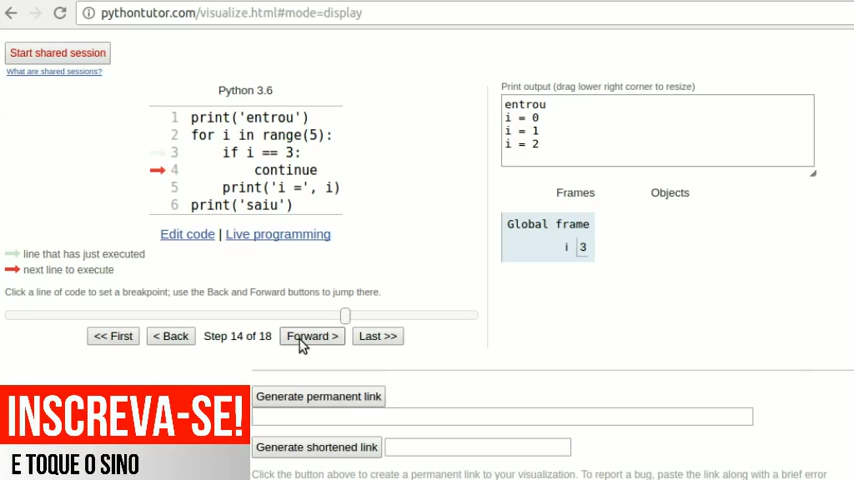 pythontutor.com/visualize.html#mode=display
Start shared session
What are shared sessions?
Python 3.6
1 print('entrou')
2 for i in range(5):
3 if i == 3:
4 continue
5 print('i =', i)
6 print('saiu')
Edit code | Live programming
line that has just executed
next line to execute
Click a line of code to set a breakpoint; use the Back and Forward buttons to jump there.
<< First < Back Step 14 of 18 Forward > Last >>
Print output (drag lower right corner to resize)
entrou
i = 0
i = 1
i = 2
Frames Objects
Global frame
i 3
Generate permanent link
Generate shortened link
Click the button above to create a permanent link to your visualization. To report a bug, paste the link along with a brief error
INSCREVA-SE!
E TOQUE O SINO